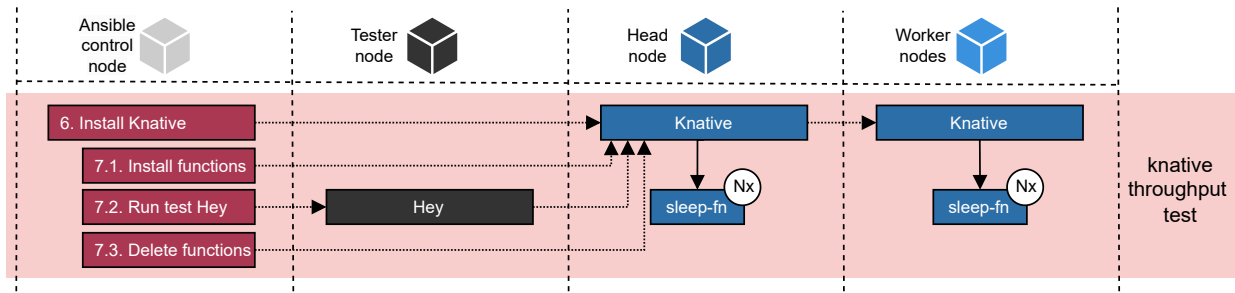 Ansible
control
node
Tester
node
Head
node
Worker
nodes
6. Install Knative
Knative
Knative
7.1. Install functions
7.2. Run test Hey
Hey
Nx
sleep-fn
Nx
sleep-fn
7.3. Delete functions
knative
throughput
test